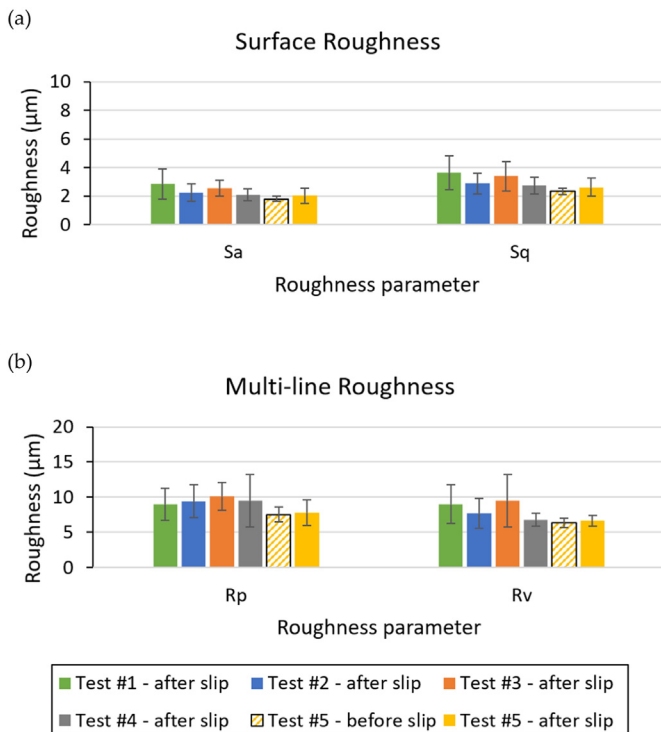 (a)
Surface Roughness
10
8
6
4
2
0
Roughness (µm)
Sa Sq
Roughness parameter
(b)
Multi-line Roughness
20
15
10
5
0
Roughness (µm)
Rp Rv
Roughness parameter
Test #1 - after slip Test #2 - after slip Test #3 - after slip
Test #4 - after slip Test #5 - before slip Test #5 - after slip